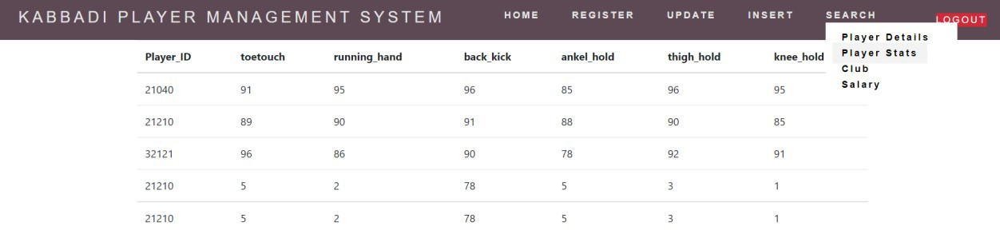 KABBADI PLAYER MANAGEMENT SYSTEM HOME REGISTER UPDATE INSERT SEARCH LOGOUT
Player Details
Player Stats
Club
Salary
Player_ID toetouch running_hand back_kick ankel_hold thigh_hold knee_hold
21040 91 95 96 85 96 95
21210 89 90 91 88 90 85
32121 96 86 90 78 92 91
21210 5 2 78 5 3 1
21210 5 2 78 5 3 1